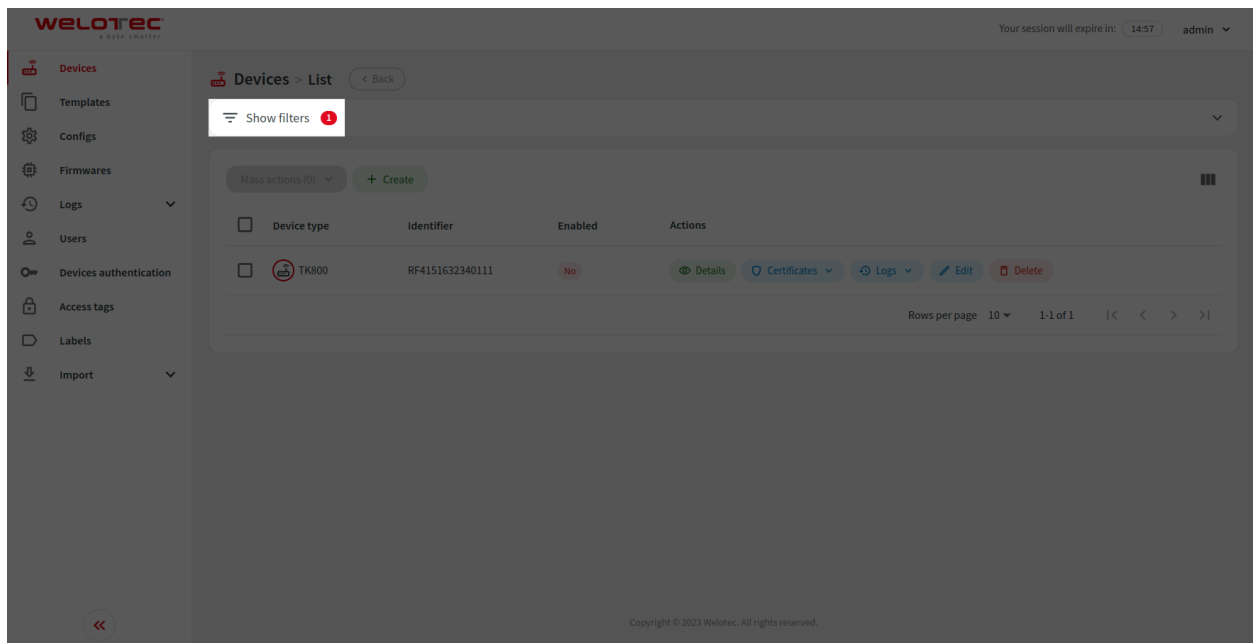 welotec
a byte smarter
Your session will expire in: 14:57 admin
Devices
Templates
Configs
Firmwares
Logs
Users
Devices authentication
Access tags
Labels
Import
Devices > List < Back
Show filters 1
Mass actions (0) + Create
Device type Identifier Enabled Actions
TK800 RF4151632340111 No Details Certificates Logs Edit Delete
Rows per page 10 1-1 of 1
Copyright © 2023 Welotec. All rights reserved.